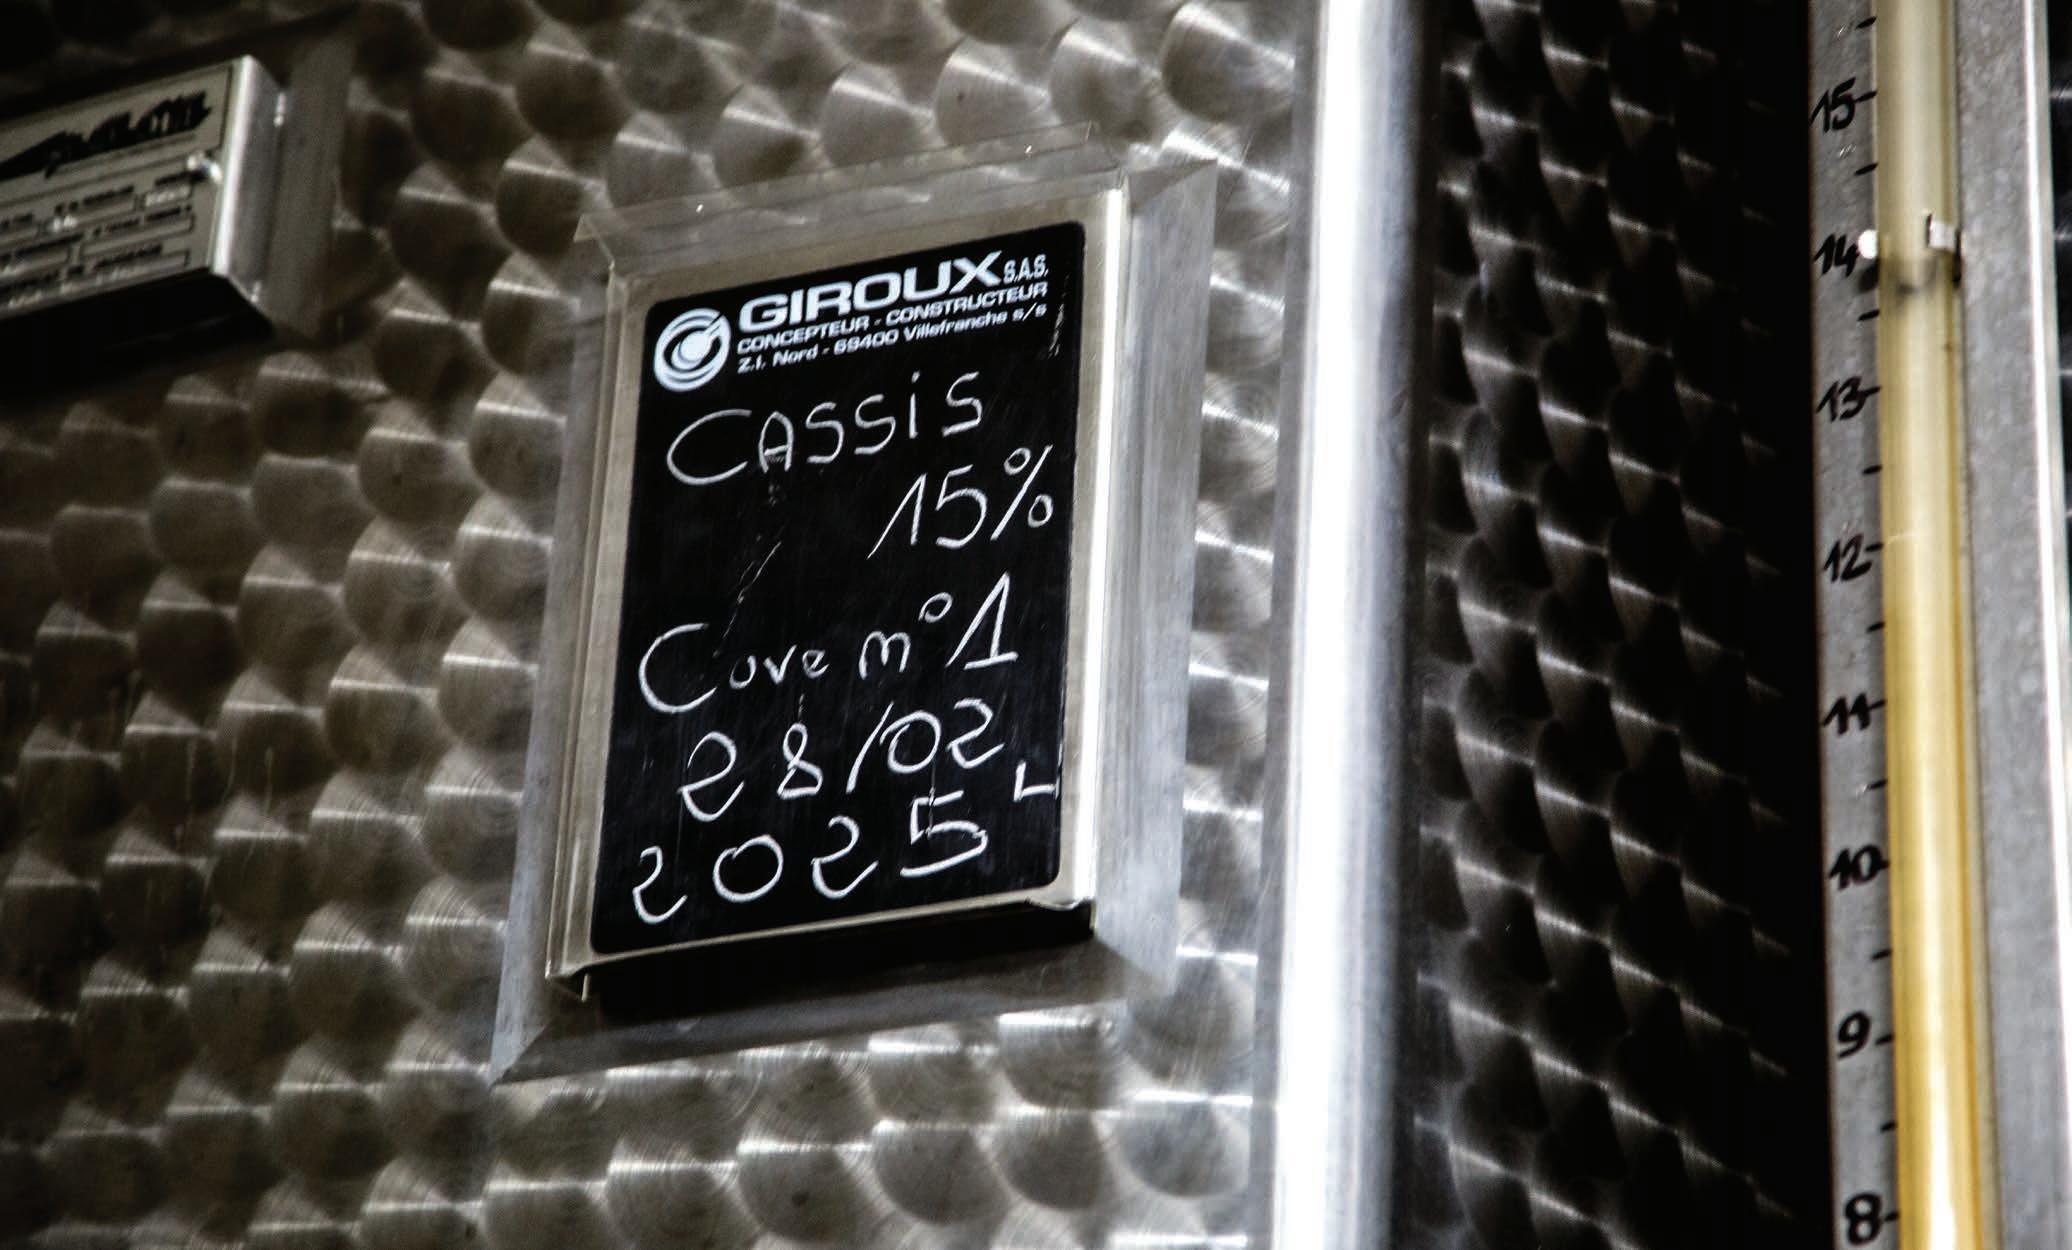 GIROUX S.A.S.
CONCEPTEUR - CONSTRUCTEUR
Z.I. Nord - 69400 Villefranche s/s
CASSiS
15%
Cuve n°1
28/02
2025
15
14
13
12
11
10
9
8